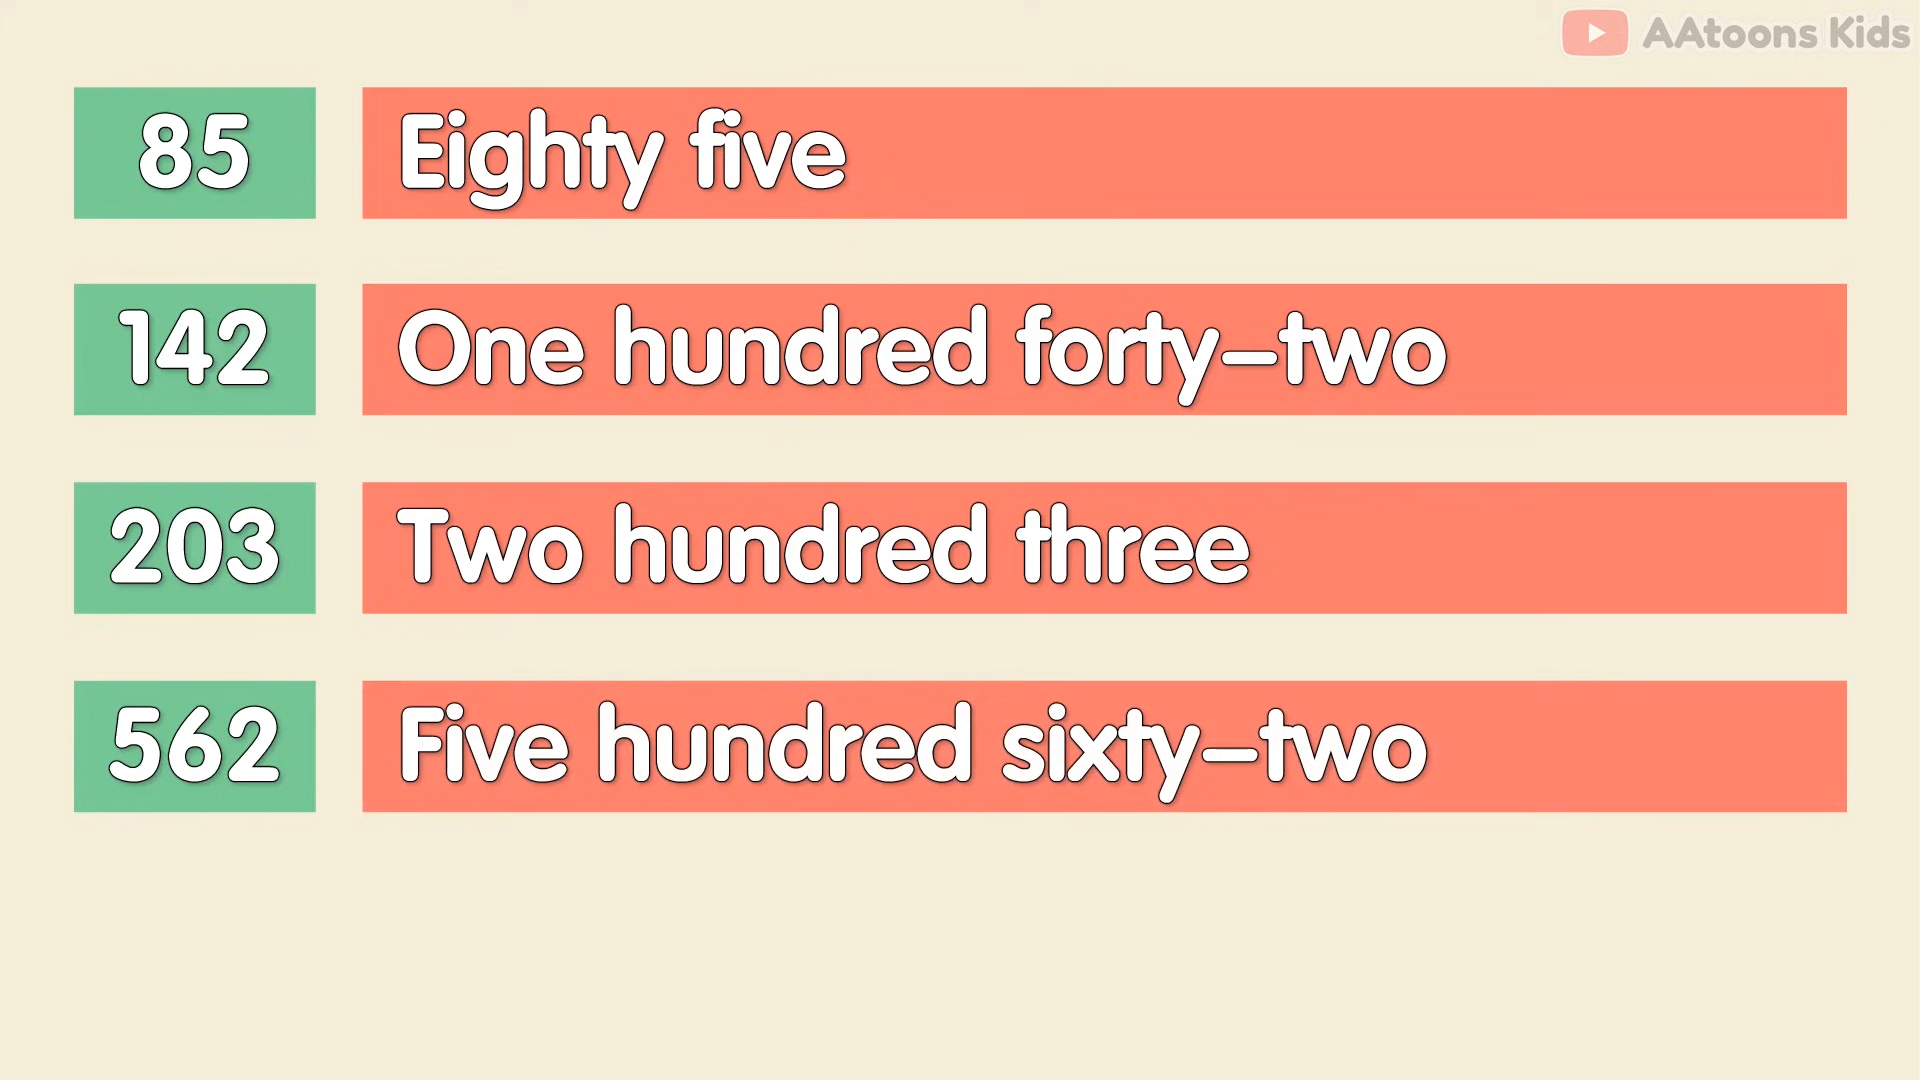 AAtoons Kids
85 Eighty five
142 One hundred forty-two
203 Two hundred three
562 Five hundred sixty-two